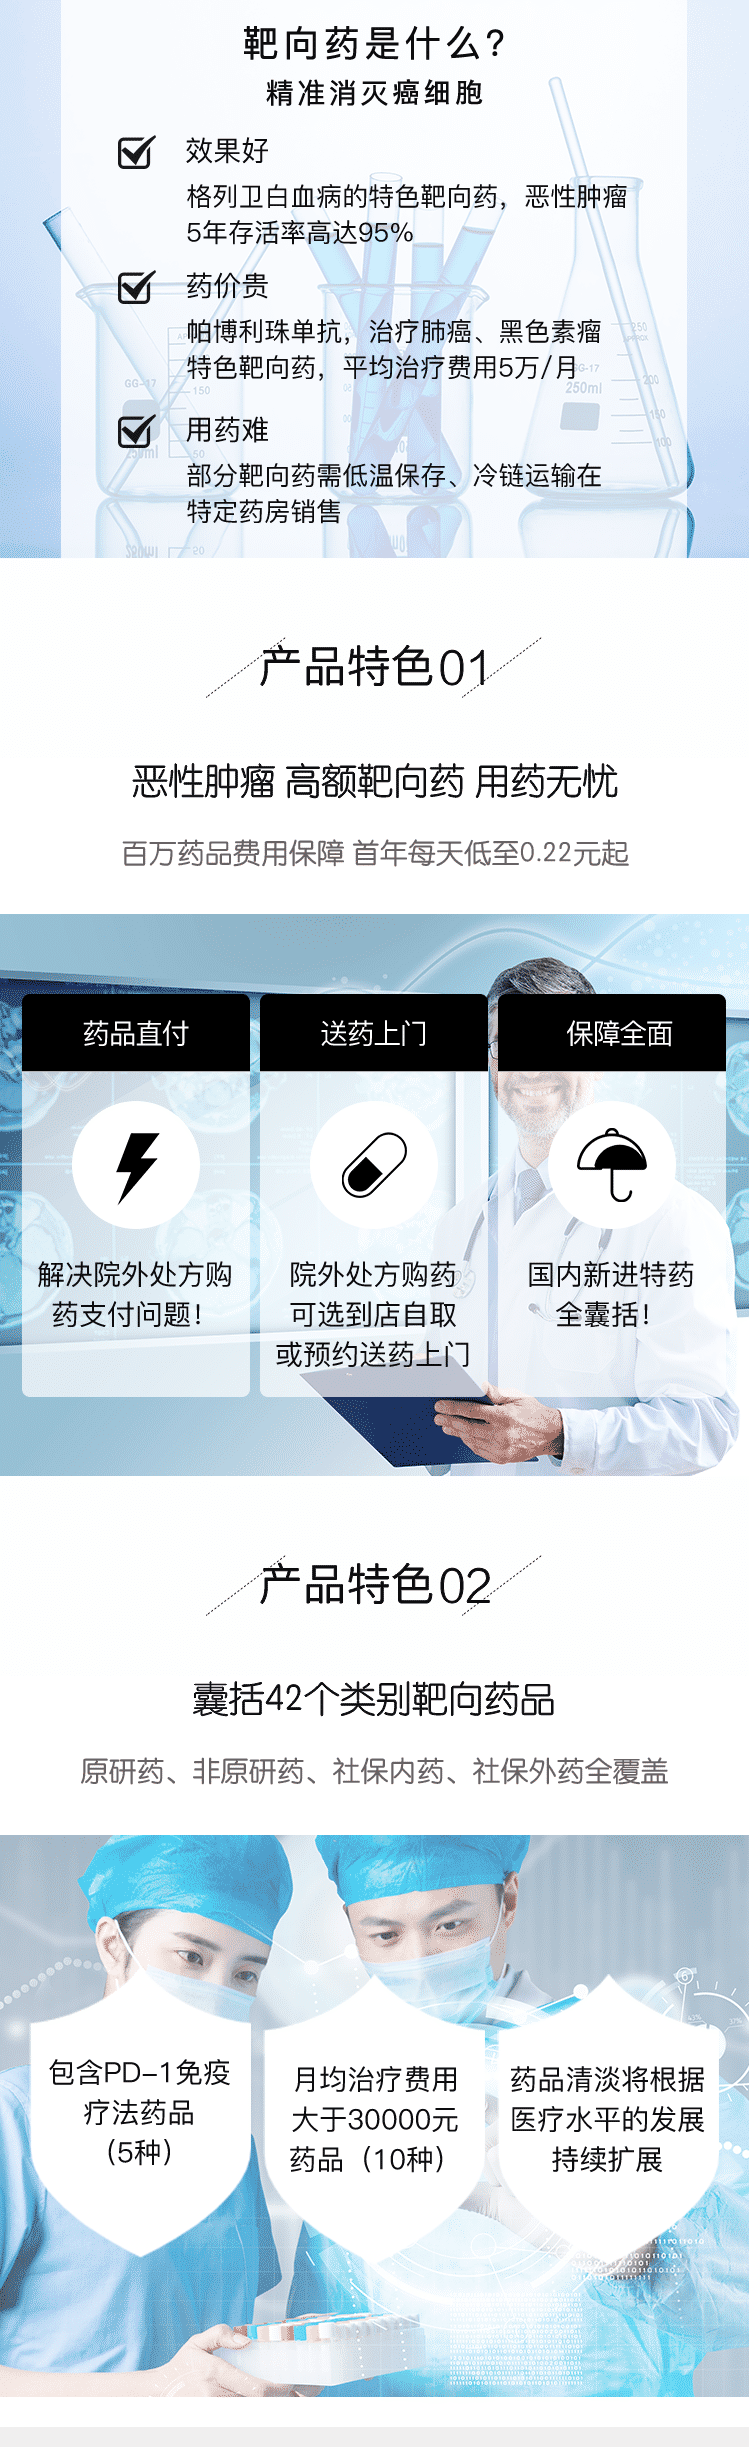 靶向药是什么?
精准消灭癌细胞
效果好
格列卫白血病的特色靶向药，恶性肿瘤
5年存活率高达95%
药价贵
帕博利珠单抗，治疗肺癌、黑色素瘤
特色靶向药，平均治疗费用5万/月
用药难
部分靶向药需低温保存、冷链运输在
特定药房销售
GG-17
150
50
250ml
250
GG-17
250ml
200
150
100
产品特色01
恶性肿瘤 高额靶向药 用药无忧
百万药品费用保障 首年每天低至0.22元起
药品直付
解决院外处方购
药支付问题!
送药上门
院外处方购药
可选到店自取
或预约送药上门
保障全面
国内新进特药
全囊括!
产品特色02
囊括42个类别靶向药品
原研药、非原研药、社保内药、社保外药全覆盖
包含PD-1免疫
疗法药品
（5种）
月均治疗费用
大于30000元
药品（10种）
药品清淡将根据
医疗水平的发展
持续扩展